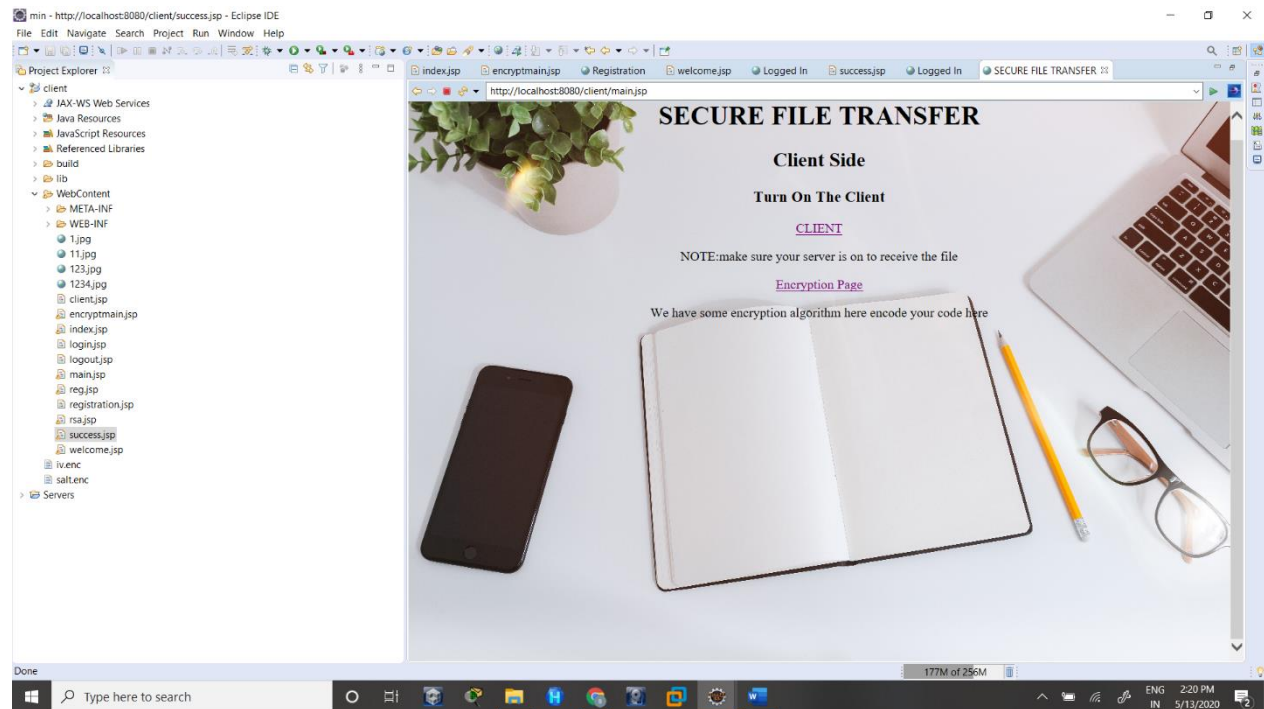 min - http://localhost:8080/client/success.jsp - Eclipse IDE
File Edit Navigate Search Project Run Window Help
Project Explorer
index.jsp encryptmain.jsp Registration welcome.jsp Logged In success.jsp Logged In SECURE FILE TRANSFER
http://localhost:8080/client/main.jsp
client
JAX-WS Web Services
Java Resources
JavaScript Resources
Referenced Libraries
build
lib
WebContent
META-INF
WEB-INF
1.jpg
11.jpg
123.jpg
1234.jpg
client.jsp
encryptmain.jsp
index.jsp
login.jsp
logout.jsp
main.jsp
reg.jsp
registration.jsp
rsa.jsp
success.jsp
welcome.jsp
iv.enc
salt.enc
Servers
SECURE FILE TRANSFER
Client Side
Turn On The Client
CLIENT
NOTE:make sure your server is on to receive the file
Encryption Page
We have some encryption algorithm here encode your code here
Done
177M of 256M
Type here to search
ENG 2:20 PM
IN 5/13/2020
2